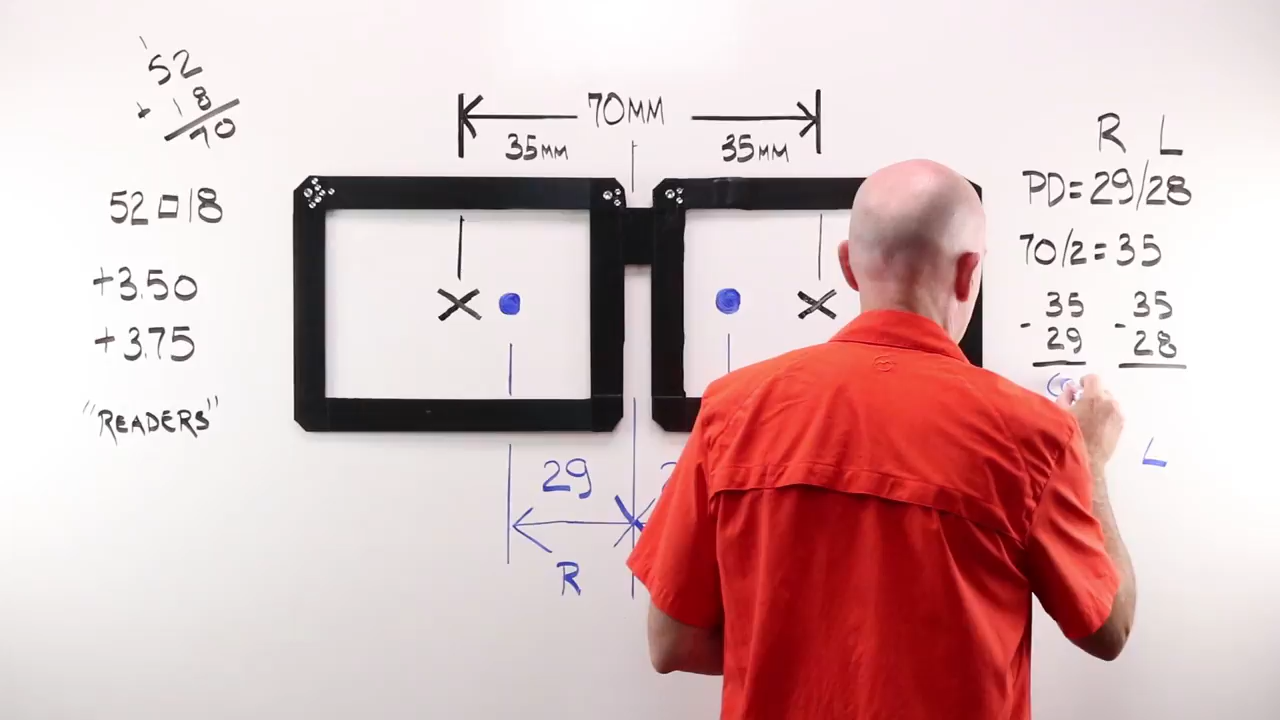 52
+ 18
70
52□18
+3.50
+3.75
"READERS"
70MM
35MM 35MM
29
R
R L
PD=29/28
70/2=35
35 35
- 29 - 28
L